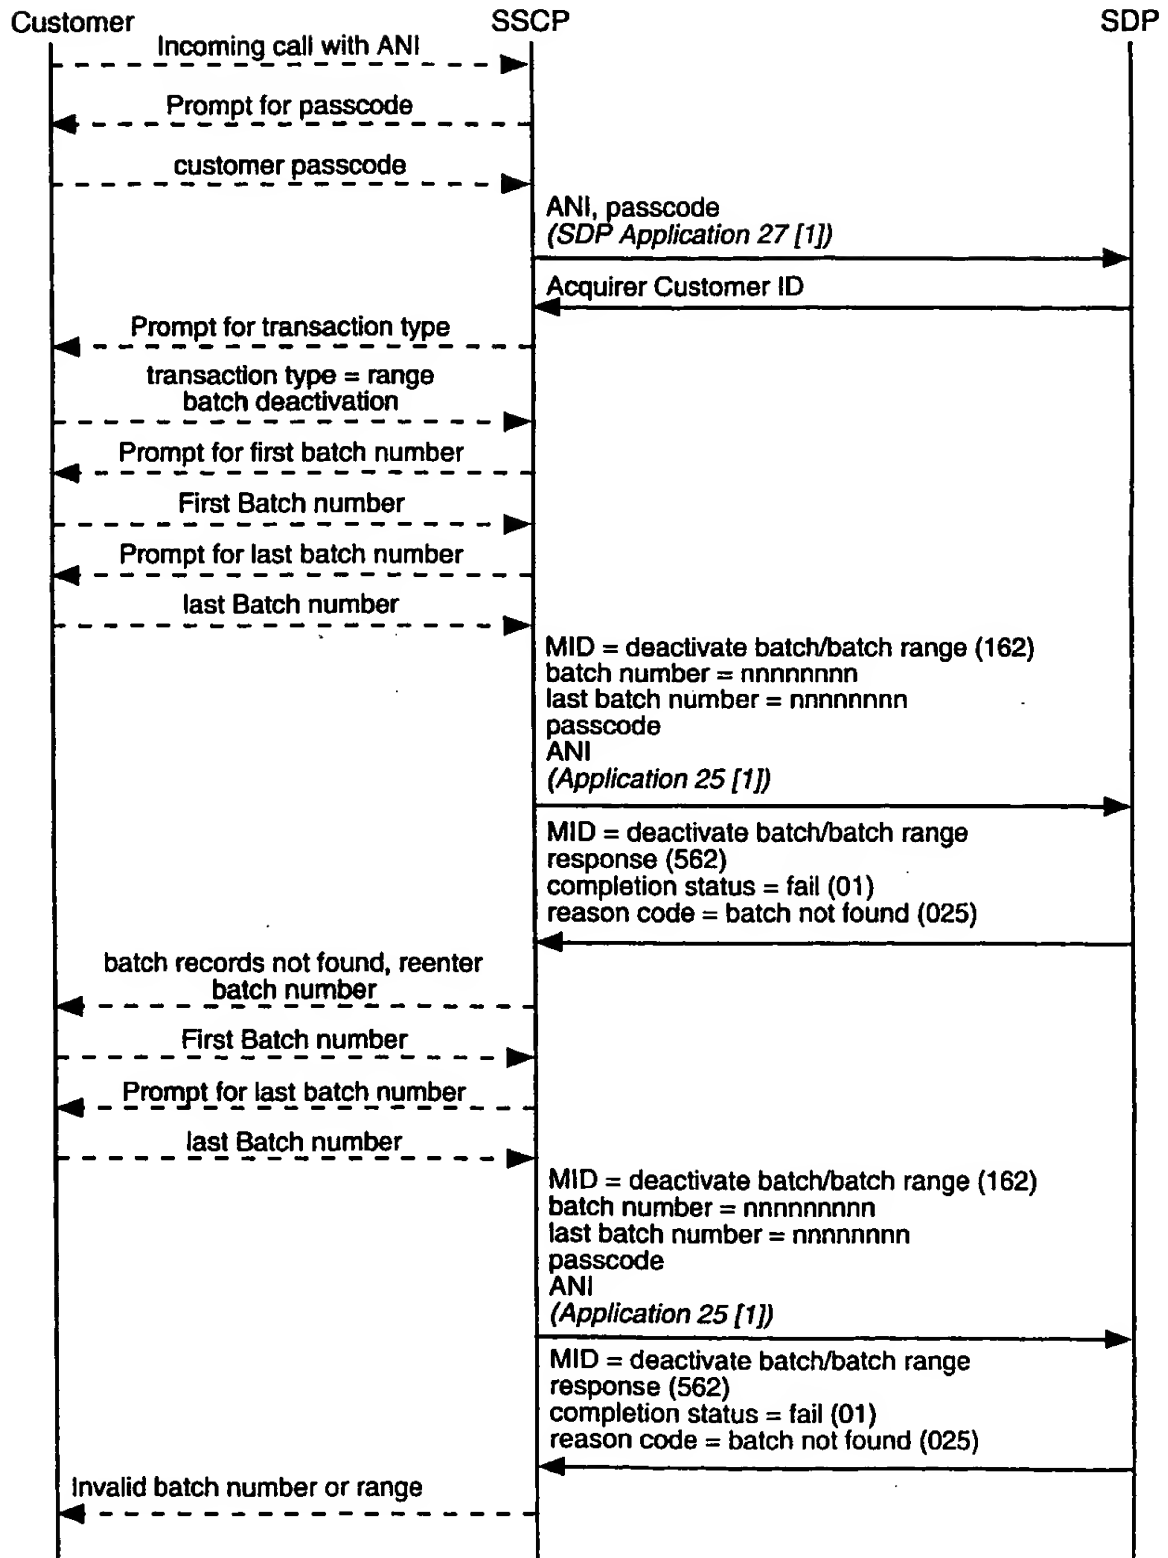 Customer
SSCP
SDP
Incoming call with ANI
Prompt for passcode
customer passcode
ANI, passcode
(SDP Application 27 [1])
Acquirer Customer ID
Prompt for transaction type
transaction type = range
batch deactivation
Prompt for first batch number
First Batch number
Prompt for last batch number
last Batch number
MID = deactivate batch/batch range (162)
batch number = nnnnnnnn
last batch number = nnnnnnnn
passcode
ANI
(Application 25 [1])
MID = deactivate batch/batch range
response (562)
completion status = fail (01)
reason code = batch not found (025)
batch records not found, reenter
batch number
First Batch number
Prompt for last batch number
last Batch number
MID = deactivate batch/batch range (162)
batch number = nnnnnnnnn
last batch number = nnnnnnnn
passcode
ANI
(Application 25 [1])
MID = deactivate batch/batch range
response (562)
completion status = fail (01)
reason code = batch not found (025)
Invalid batch number or range